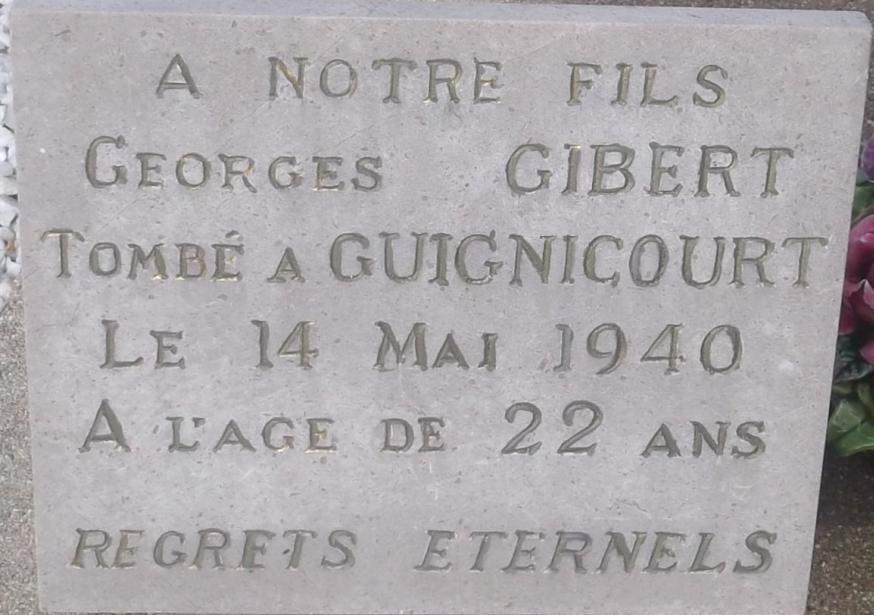 A NOTRE FILS
GEORGES GIBERT
TOMBÉ A GUIGNICOURT
LE 14 MAI 1940
A L'AGE DE 22 ANS
REGRETS ETERNELS